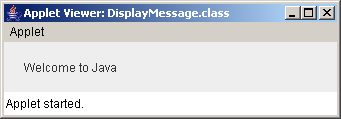 Applet Viewer: DisplayMessage.class
Applet
Welcome to Java
Applet started.